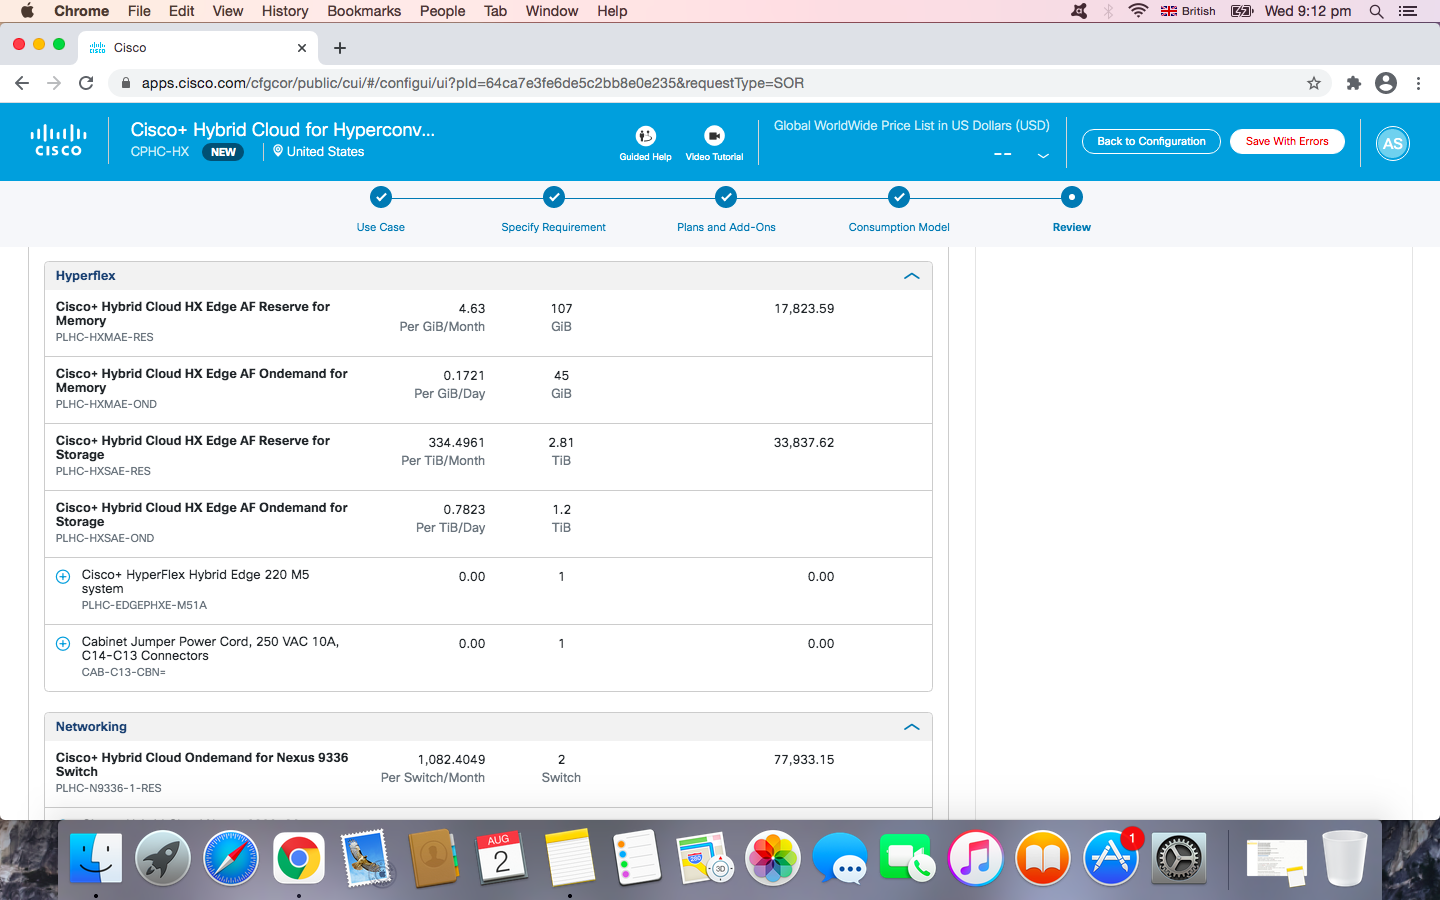 Chrome File Edit View History Bookmarks People Tab Window Help British Wed 9:12 pm
Cisco
apps.cisco.com/cfgcor/public/cui/#/configui/ui?pId=64ca7e3fe6de5c2bb8e0e235&requestType=SOR
CISCO
Cisco+ Hybrid Cloud for Hyperconv...
CPHC-HX NEW United States
Guided Help Video Tutorial
Global WorldWide Price List in US Dollars (USD)
--
Back to Configuration Save With Errors AS
Use Case Specify Requirement Plans and Add-Ons Consumption Model Review
Hyperflex
Cisco+ Hybrid Cloud HX Edge AF Reserve for 4.63 107 17,823.59
Memory Per GiB/Month GiB
PLHC-HXMAE-RES
Cisco+ Hybrid Cloud HX Edge AF Ondemand for 0.1721 45
Memory Per GiB/Day GiB
PLHC-HXMAE-OND
Cisco+ Hybrid Cloud HX Edge AF Reserve for 334.4961 2.81 33,837.62
Storage Per TiB/Month TiB
PLHC-HXSAE-RES
Cisco+ Hybrid Cloud HX Edge AF Ondemand for 0.7823 1.2
Storage Per TiB/Day TiB
PLHC-HXSAE-OND
Cisco+ HyperFlex Hybrid Edge 220 M5 0.00 1 0.00
system
PLHC-EDGEPHXE-M51A
Cabinet Jumper Power Cord, 250 VAC 10A, 0.00 1 0.00
C14-C13 Connectors
CAB-C13-CBN=
Networking
Cisco+ Hybrid Cloud Ondemand for Nexus 9336 1,082.4049 2 77,933.15
Switch Per Switch/Month Switch
PLHC-N9336-1-RES
AUG
2
280
3D
1